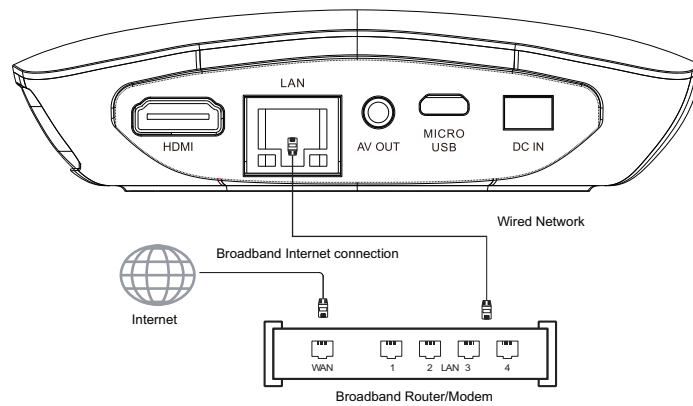 LAN
HDMI
AV OUT
MICRO
USB
DC IN
Wired Network
Broadband Internet connection
Internet
WAN 1 2 LAN 3 4
Broadband Router/Modem